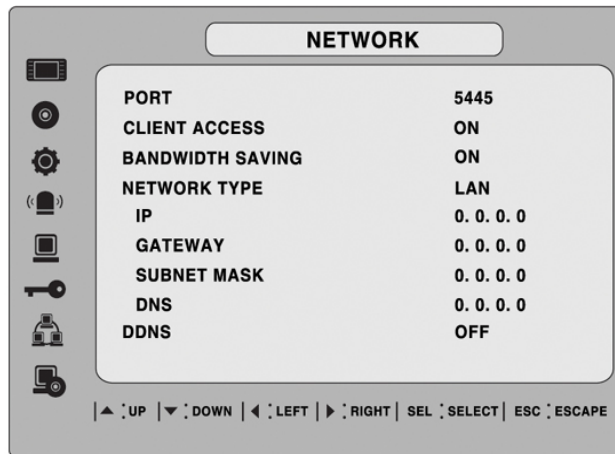 NETWORK
PORT 5445
CLIENT ACCESS ON
BANDWIDTH SAVING ON
NETWORK TYPE LAN
IP 0. 0. 0. 0
GATEWAY 0. 0. 0. 0
SUBNET MASK 0. 0. 0. 0
DNS 0. 0. 0. 0
DDNS OFF
▲ : UP | ▼ : DOWN | ◀ : LEFT | ▶ : RIGHT | SEL : SELECT | ESC : ESCAPE